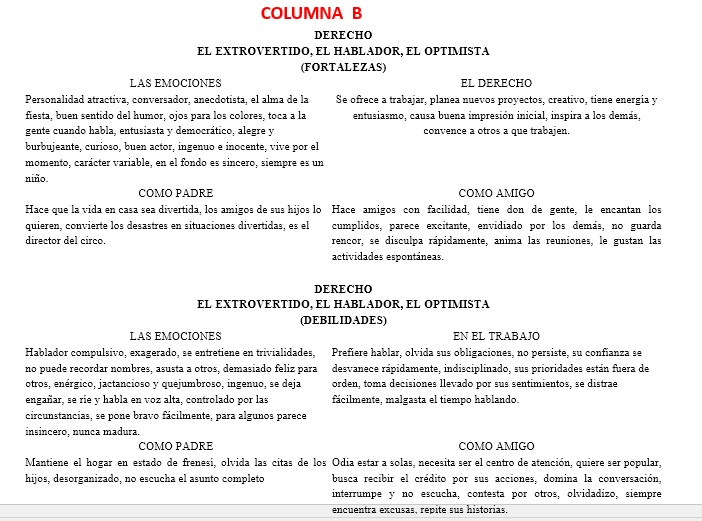 COLUMNA B
DERECHO
EL EXTROVERTIDO, EL HABLADOR, EL OPTIMISTA
(FORTALEZAS)
LAS EMOCIONES
Personalidad atractiva, conversador, anecdotista, el alma de la
fiesta, buen sentido del humor, ojos para los colores, toca a la
gente cuando habla, entusiasta y democrático, alegre y
burbujeante, curioso, buen actor, ingenuo e inocente, vive por el
momento, carácter variable, en el fondo es sincero, siempre es un
niño.
EL DERECHO
Se ofrece a trabajar, planea nuevos proyectos, creativo, tiene energía y
entusiasmo, causa buena impresión inicial, inspira a los demás,
convence a otros a que trabajen.
COMO PADRE
Hace que la vida en casa sea divertida, los amigos de sus hijos lo
quieren, convierte los desastres en situaciones divertidas, es el
director del circo.
COMO AMIGO
Hace amigos con facilidad, tiene don de gente, le encantan los
cumplidos, parece excitante, envidiado por los demás, no guarda
rencor, se disculpa rápidamente, anima las reuniones, le gustan las
actividades espontáneas.
DERECHO
EL EXTROVERTIDO, EL HABLADOR, EL OPTIMISTA
(DEBILIDADES)
LAS EMOCIONES
Hablador compulsivo, exagerado, se entretiene en trivialidades,
no puede recordar nombres, asusta a otros, demasiado feliz para
otros, enérgico, jactancioso y quejumbroso, ingenuo, se deja
engañar, se ríe y habla en voz alta, controlado por las
circunstancias, se pone bravo fácilmente, para algunos parece
insincero, nunca madura.
EN EL TRABAJO
Prefiere hablar, olvida sus obligaciones, no persiste, su confianza se
desvanece rápidamente, indisciplinado, sus prioridades están fuera de
orden, toma decisiones llevado por sus sentimientos, se distrae
fácilmente, malgasta el tiempo hablando.
COMO PADRE
Mantiene el hogar en estado de frenesí, olvida las citas de los
hijos, desorganizado, no escucha el asunto completo
COMO AMIGO
Odia estar a solas, necesita ser el centro de atención, quiere ser popular,
busca recibir el crédito por sus acciones, domina la conversación,
interrumpe y no escucha, contesta por otros, olvidadizo, siempre
encuentra excusas, repite sus historias.